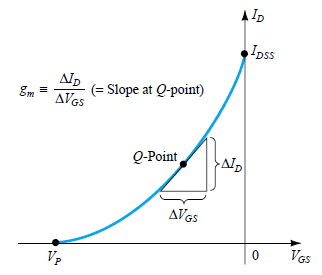 I_D
I_DSS
g_m ≡ ΔI_D / ΔV_GS (= Slope at Q-point)
Q-Point
ΔI_D
ΔV_GS
V_P
0
V_GS